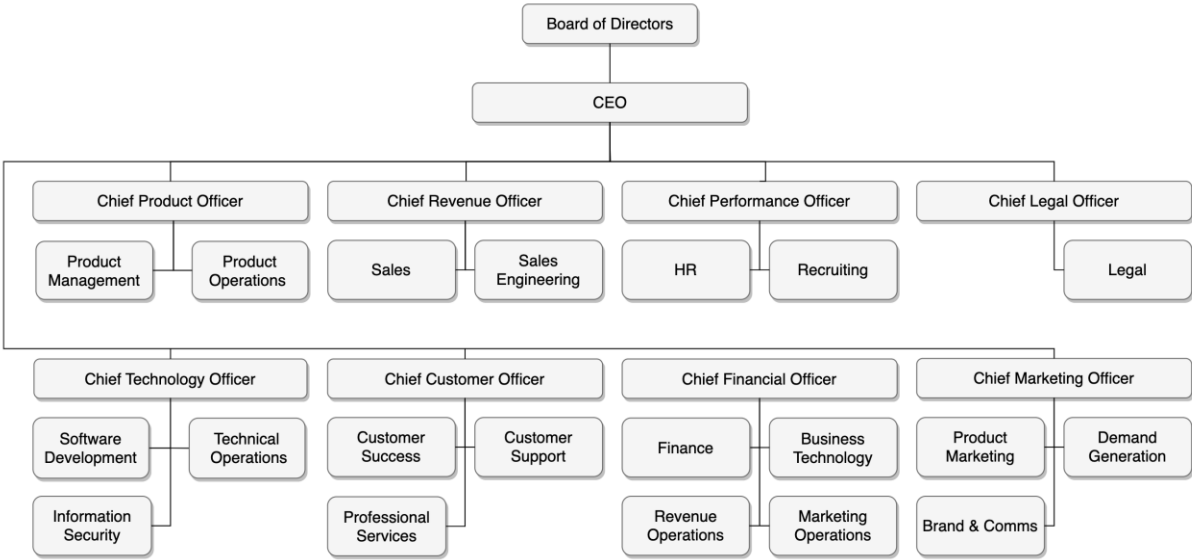 Board of Directors
CEO
Chief Product Officer
Chief Revenue Officer
Chief Performance Officer
Chief Legal Officer
Product
Management
Product
Operations
Sales
Sales
Engineering
HR
Recruiting
Legal
Chief Technology Officer
Chief Customer Officer
Chief Financial Officer
Chief Marketing Officer
Software
Development
Technical
Operations
Customer
Success
Customer
Support
Finance
Business
Technology
Product
Marketing
Demand
Generation
Information
Security
Professional
Services
Revenue
Operations
Marketing
Operations
Brand & Comms